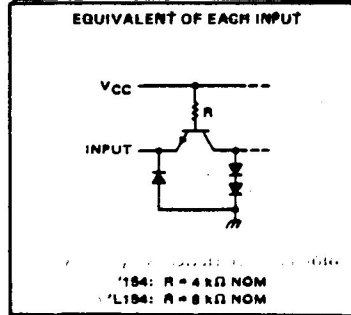 EQUIVALENT OF EACH INPUT
VCC
R
INPUT
'154: R = 4 kΩ NOM
'L154: R = 8 kΩ NOM